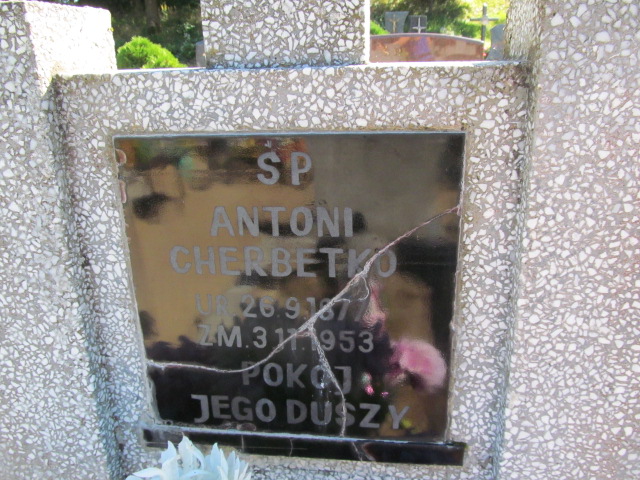 ŚP
ANTONI
CHERBETKO
UR. 26.9.1877
ZM. 3.11.1953
POKÓJ
JEGO DUSZY